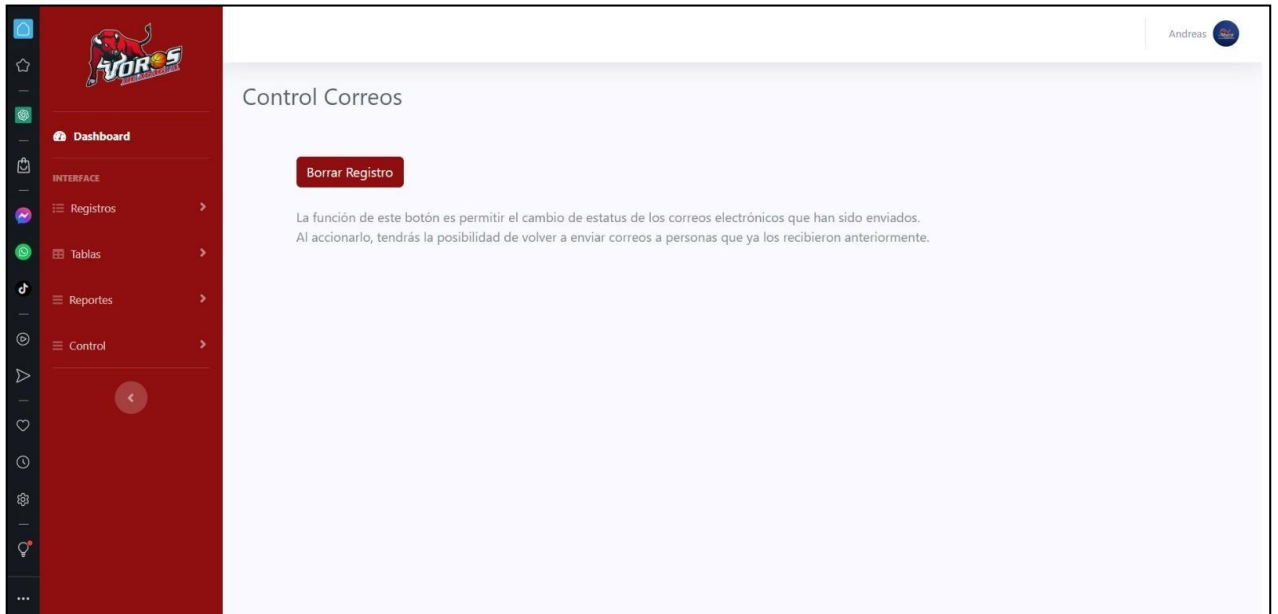 VOROS
Andreas
Control Correos
Dashboard
Borrar Registro
INTERFACE
Registros
La función de este botón es permitir el cambio de estatus de los correos electrónicos que han sido enviados.
Al accionarlo, tendrás la posibilidad de volver a enviar correos a personas que ya los recibieron anteriormente.
Tablas
Reportes
Control